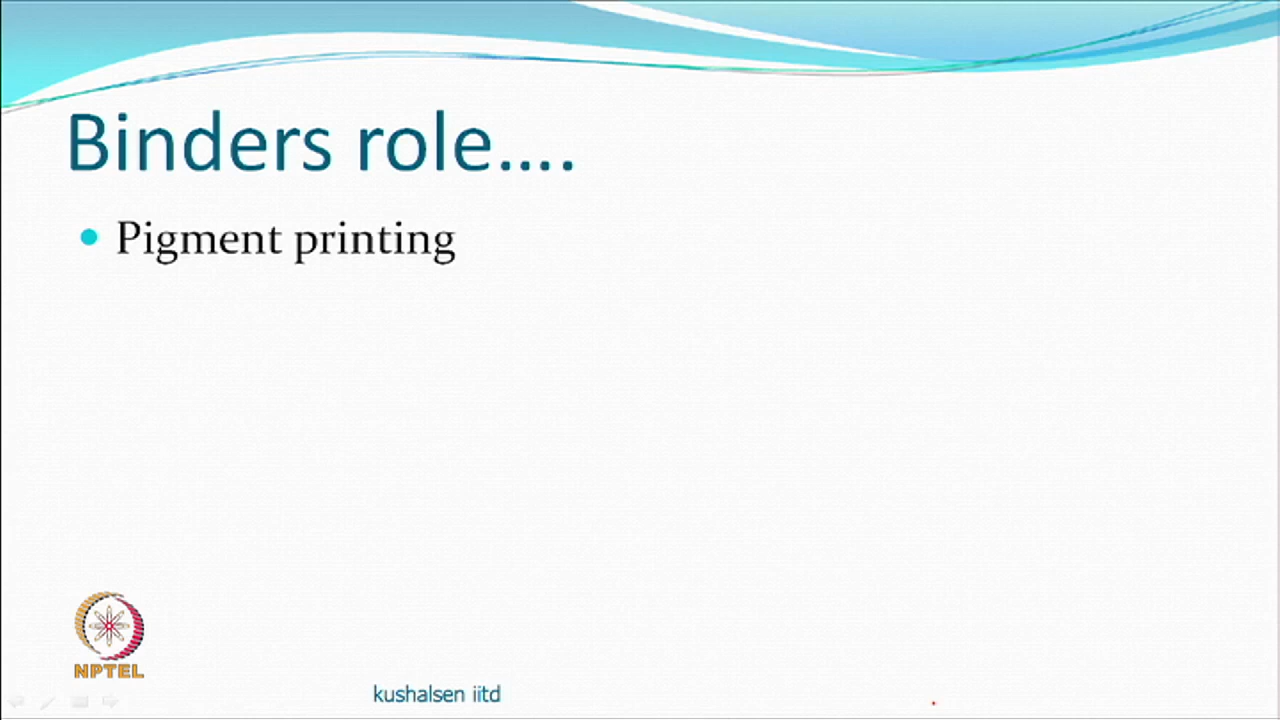 Binders role....
Pigment printing
NPTEL
kushalsen iitd